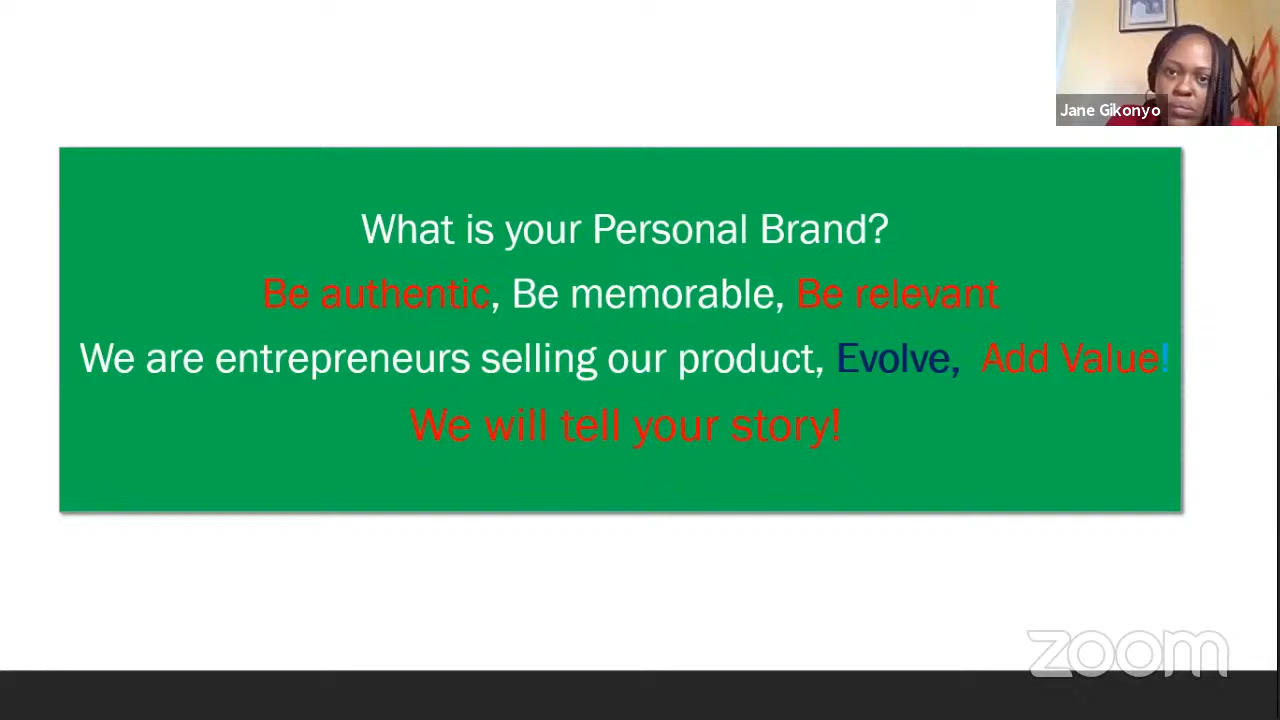 Jane Gikonyo
What is your Personal Brand?
Be authentic, Be memorable, Be relevant
We are entrepreneurs selling our product, Evolve, Add Value!
We will tell your story!
zoom